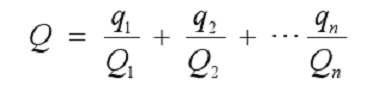 Q = q₁/Q₁ + q₂/Q₂ + ⋯ qₙ/Qₙ